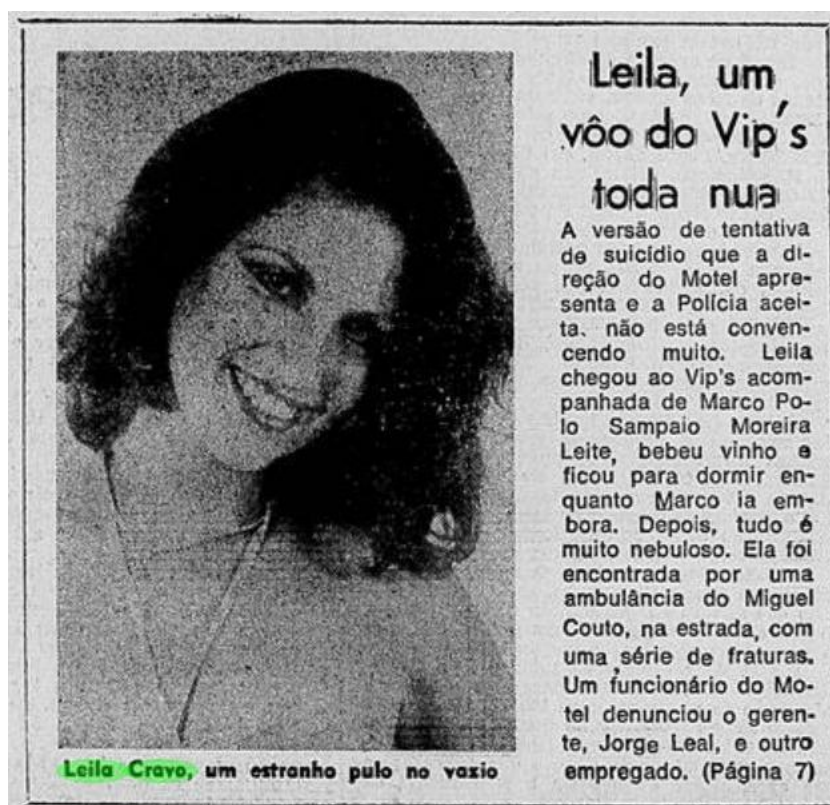 Leila, um
vôo do Vip's
toda nua
A versão de tentativa
de suicídio que a di-
reção do Motel apre-
senta e a Polícia acei-
ta. não está conven-
cendo muito. Leila
chegou ao Vip's acom-
panhada de Marco Po-
lo Sampaio Moreira
Leite, bebeu vinho e
ficou para dormir en-
quanto Marco ia em-
bora. Depois, tudo é
muito nebuloso. Ela foi
encontrada por uma
ambulância do Miguel
Couto, na estrada, com
uma série de fraturas.
Um funcionário do Mo-
tel denunciou o geren-
te, Jorge Leal, e outro
empregado. (Página 7)
Leila Cravo, um estranho pulo no vazio